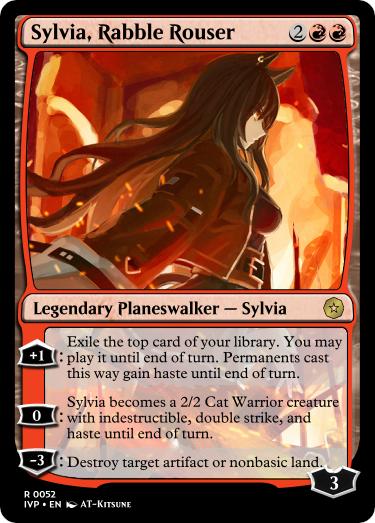 Sylvia, Rabble Rouser 2
Legendary Planeswalker — Sylvia
+1: Exile the top card of your library. You may
play it until end of turn. Permanents cast
this way gain haste until end of turn.
0: Sylvia becomes a 2/2 Cat Warrior creature
with indestructible, double strike, and
haste until end of turn.
-3: Destroy target artifact or nonbasic land.
3
R 0052
IVP • EN AT-Kitsune